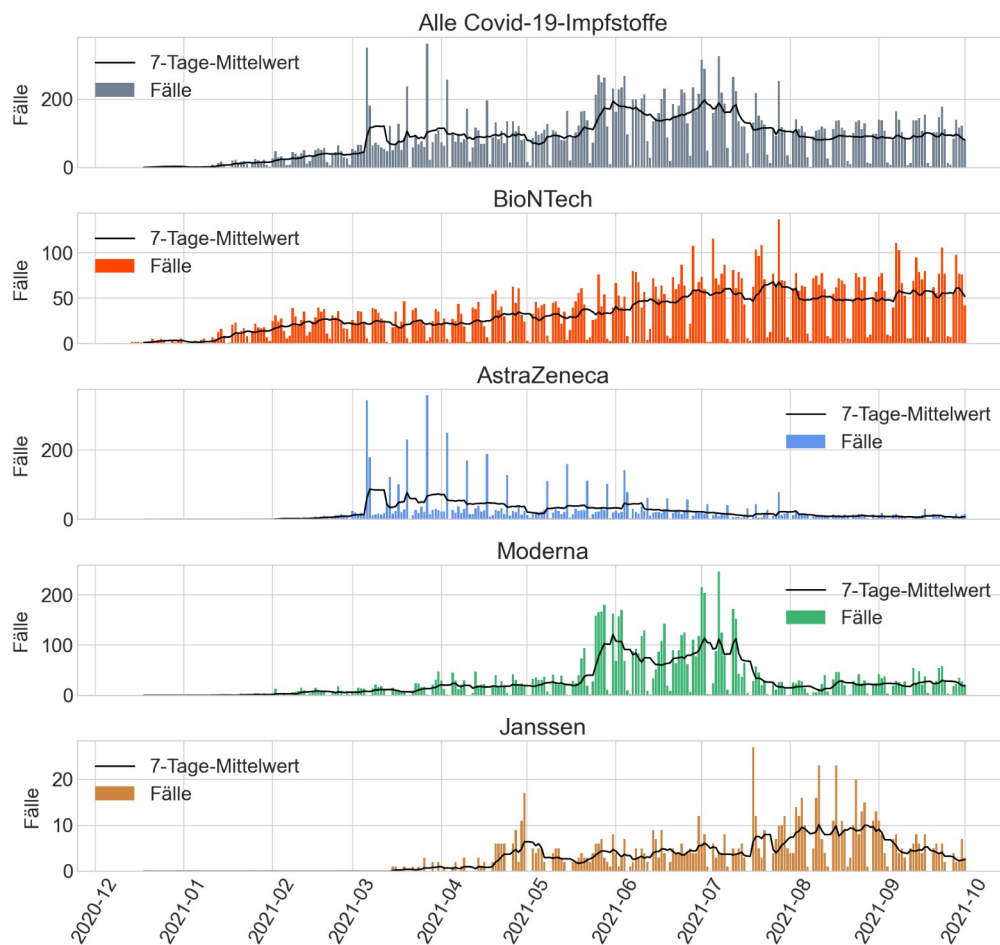 Alle Covid-19-Impfstoffe
Fälle
200
0
7-Tage-Mittelwert
Fälle
BioNTech
Fälle
100
50
0
7-Tage-Mittelwert
Fälle
AstraZeneca
Fälle
200
0
7-Tage-Mittelwert
Fälle
Moderna
Fälle
200
100
0
7-Tage-Mittelwert
Fälle
Janssen
Fälle
20
10
0
7-Tage-Mittelwert
Fälle
2020-12
2021-01
2021-02
2021-03
2021-04
2021-05
2021-06
2021-07
2021-08
2021-09
2021-10